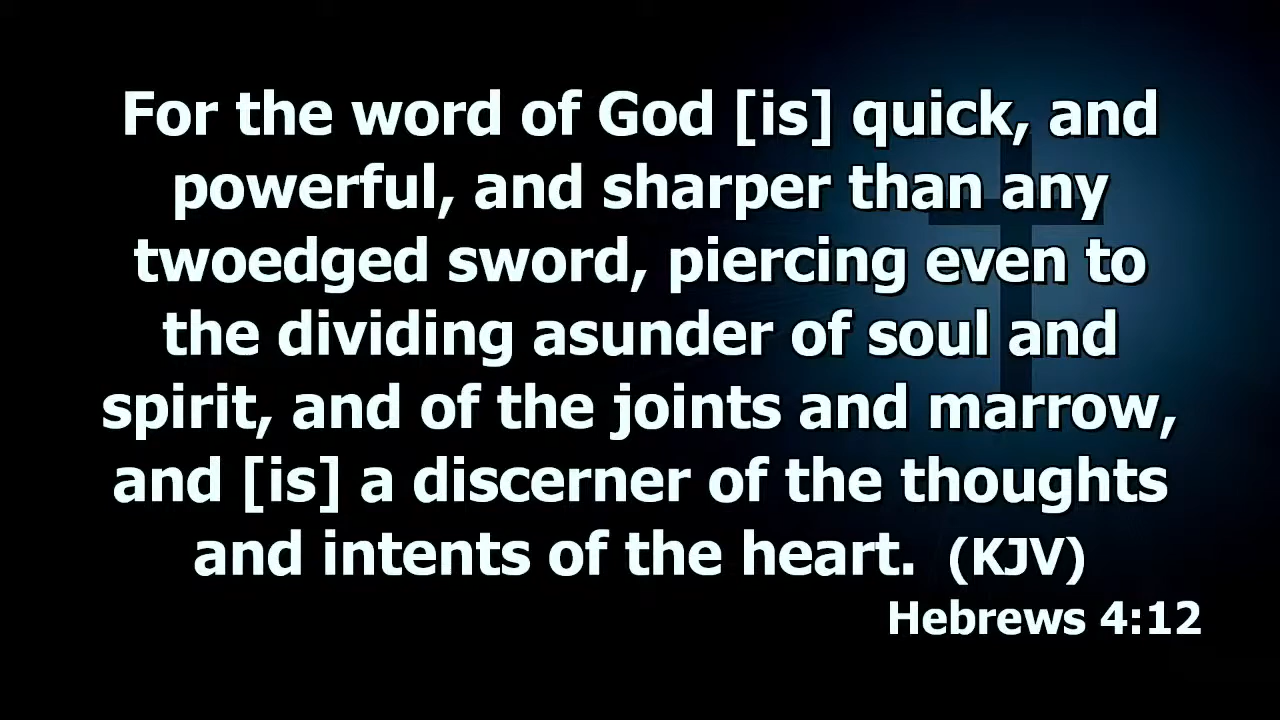 For the word of God [is] quick, and
powerful, and sharper than any
twoedged sword, piercing even to
the dividing asunder of soul and
spirit, and of the joints and marrow,
and [is] a discerner of the thoughts
and intents of the heart. (KJV)
Hebrews 4:12